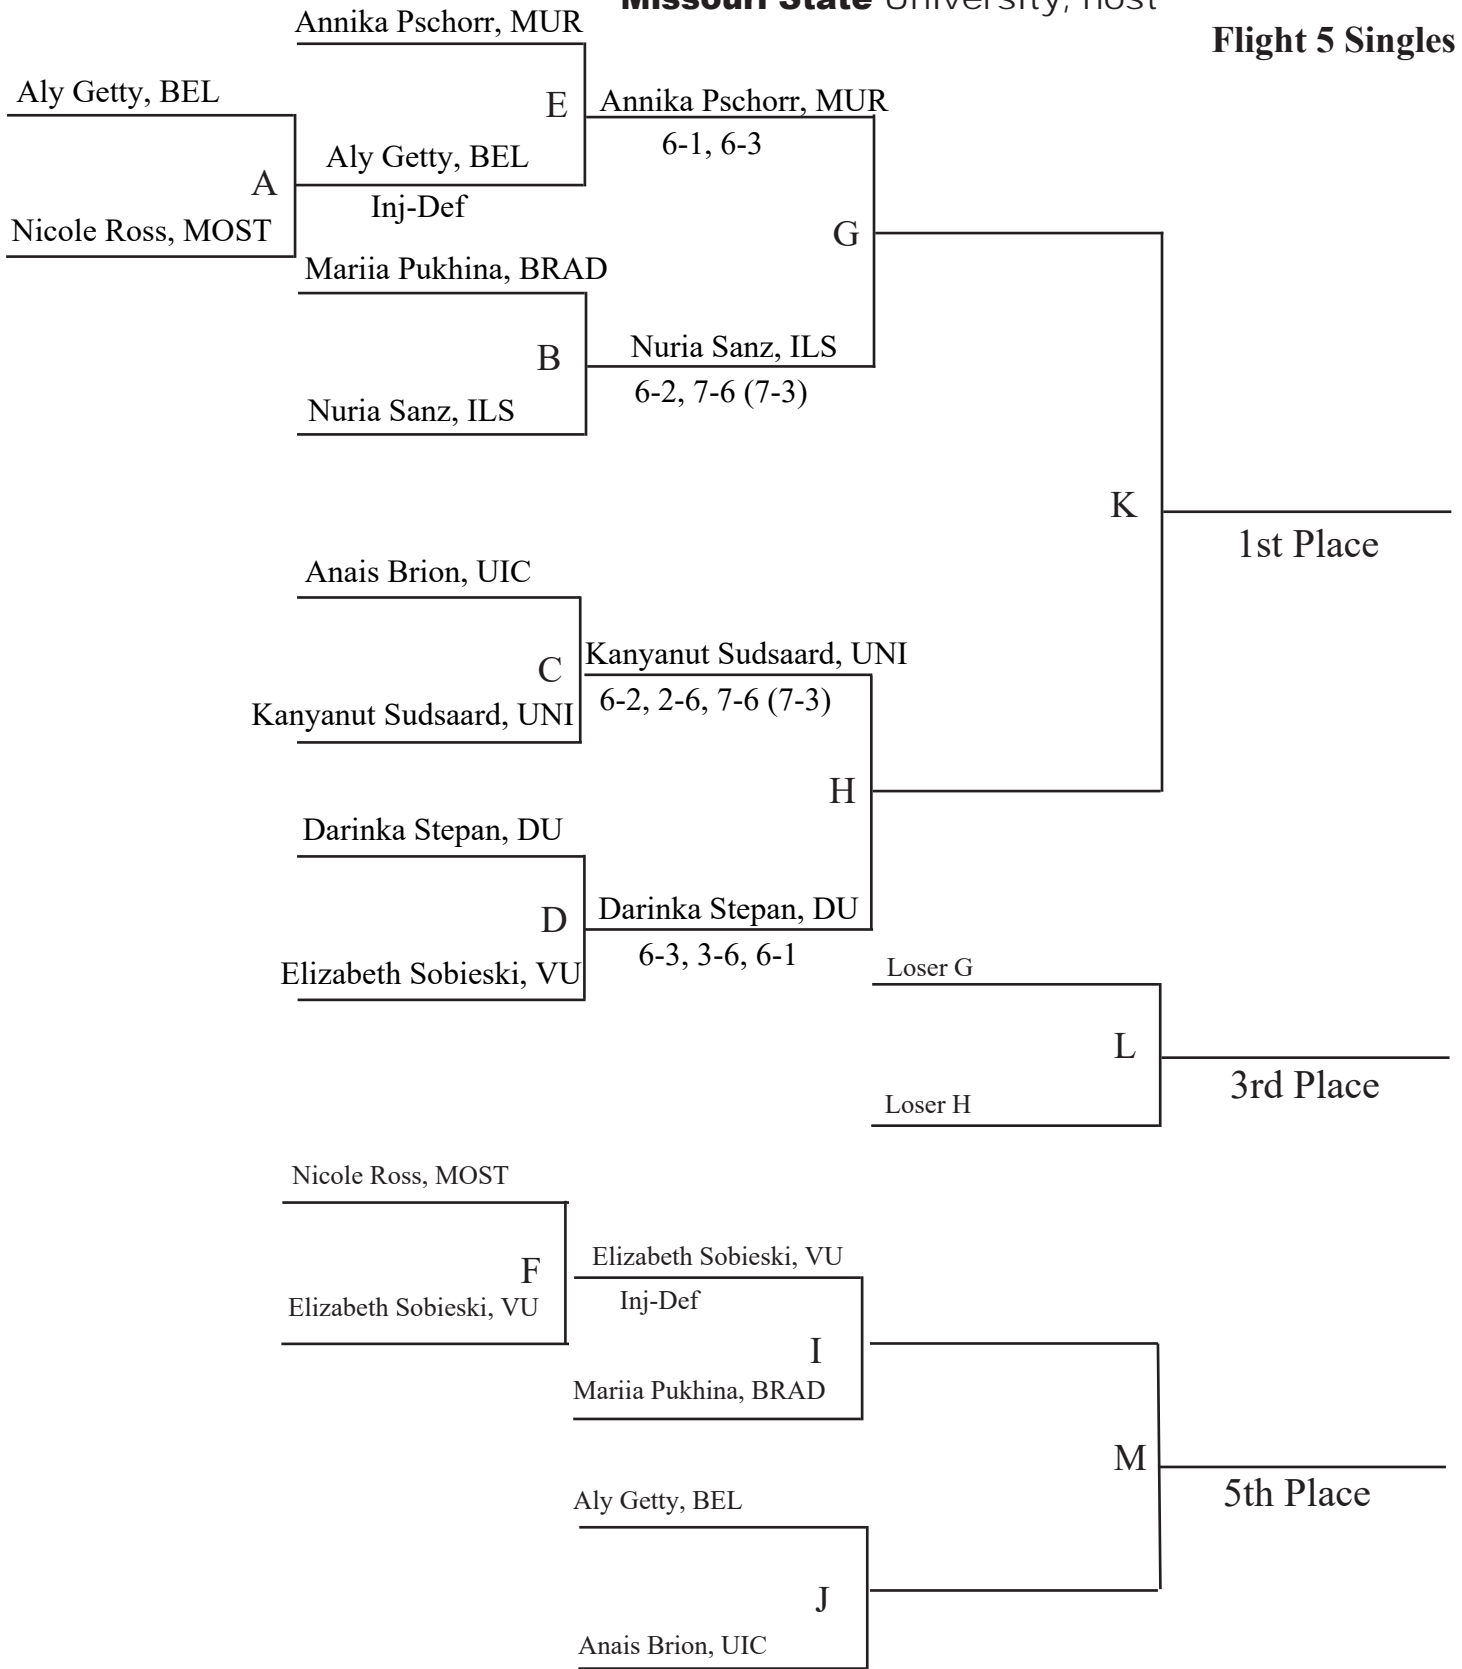 Missouri State University, host
Flight 5 Singles
Annika Pschorr, MUR
Aly Getty, BEL
E
Annika Pschorr, MUR
6-1, 6-3
Aly Getty, BEL
A
Inj-Def
Nicole Ross, MOST
G
Mariia Pukhina, BRAD
Nuria Sanz, ILS
B
6-2, 7-6 (7-3)
Nuria Sanz, ILS
K
1st Place
Anais Brion, UIC
Kanyanut Sudsaard, UNI
C
6-2, 2-6, 7-6 (7-3)
Kanyanut Sudsaard, UNI
H
Darinka Stepan, DU
Darinka Stepan, DU
D
6-3, 3-6, 6-1
Elizabeth Sobieski, VU
Loser G
L
3rd Place
Loser H
Nicole Ross, MOST
Elizabeth Sobieski, VU
F
Inj-Def
Elizabeth Sobieski, VU
I
Mariia Pukhina, BRAD
M
5th Place
Aly Getty, BEL
J
Anais Brion, UIC